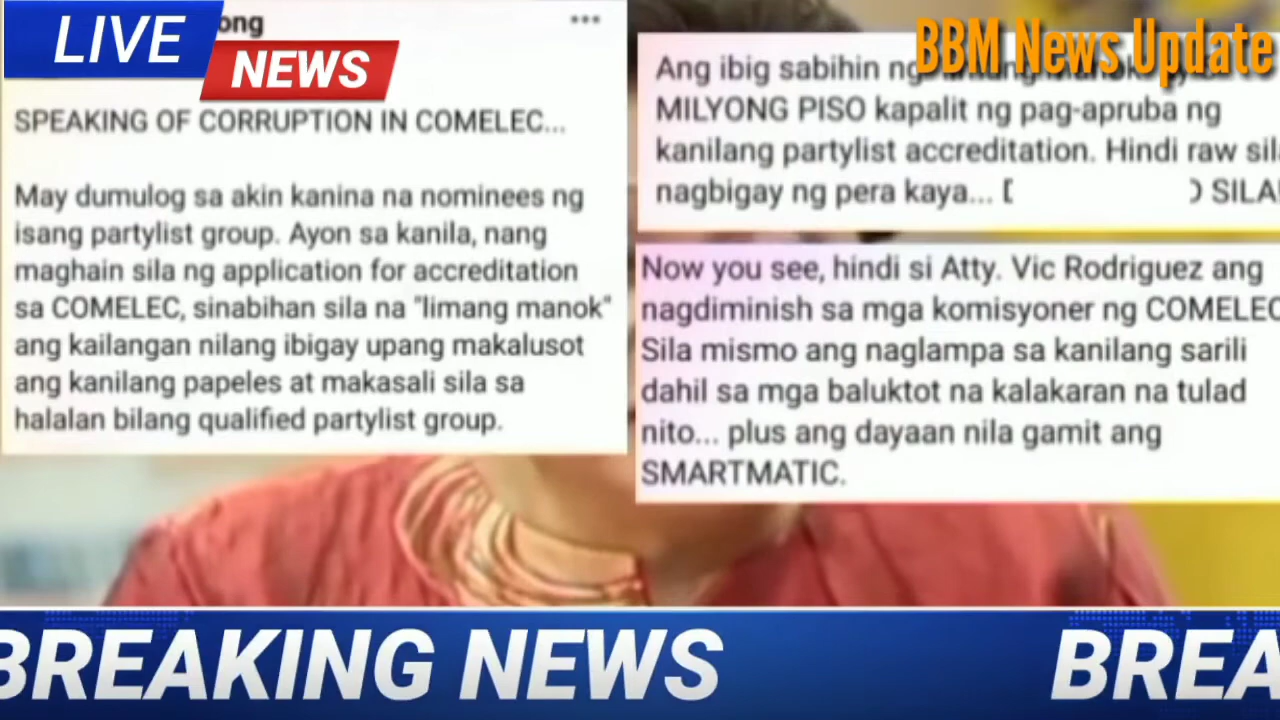 LIVE
NEWS
ong
SPEAKING OF CORRUPTION IN COMELEC...
May dumulog sa akin kanina na nominees ng
isang partylist group. Ayon sa kanila, nang
maghain sila ng application for accreditation
sa COMELEC, sinabihan sila na "limang manok"
ang kailangan nilang ibigay upang makalusot
ang kanilang papeles at makasali sila sa
halalan bilang qualified partylist group.
BBM News Update
Ang ibig sabihin ng
MILYONG PISO kapalit ng pag-apruba ng
kanilang partylist accreditation. Hindi raw sila
nagbigay ng pera kaya... SILA
Now you see, hindi si Atty. Vic Rodriguez ang
nagdiminish sa mga komisyoner ng COMELEC
Sila mismo ang naglampa sa kanilang sarili
dahil sa mga baluktot na kalakaran na tulad
nito... plus ang dayaan nila gamit ang
SMARTMATIC.
BREAKING NEWS
BREA